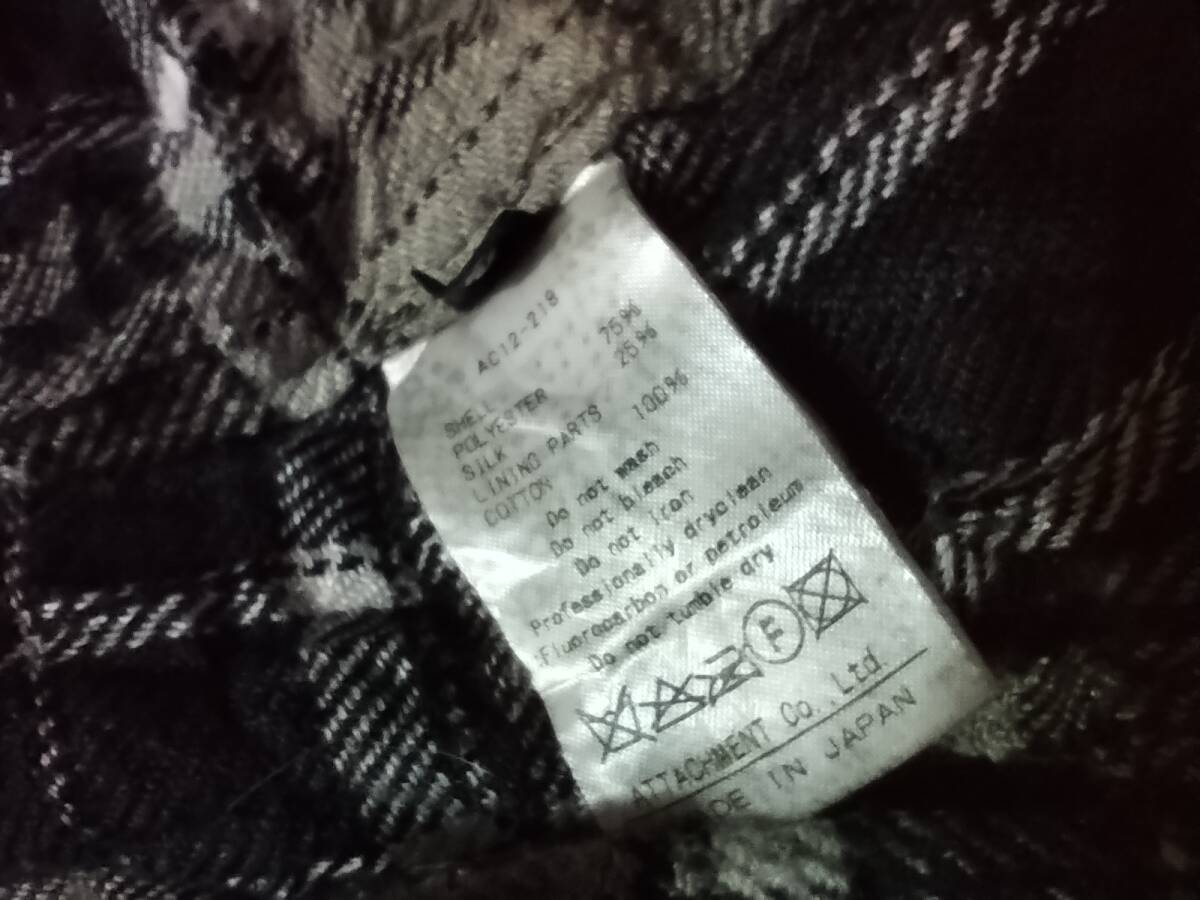 AC12-218
SHELL
POLYESTER 75%
SILK 25%
LINING PARTS
COTTON 100%
Do not wash
Do not bleach
Do not iron
Professionally dryclean
Fluorocarbon or petroleum
Do not tumble dry
F
ATTACHMENT Co.,Ltd.
DE IN JAPAN